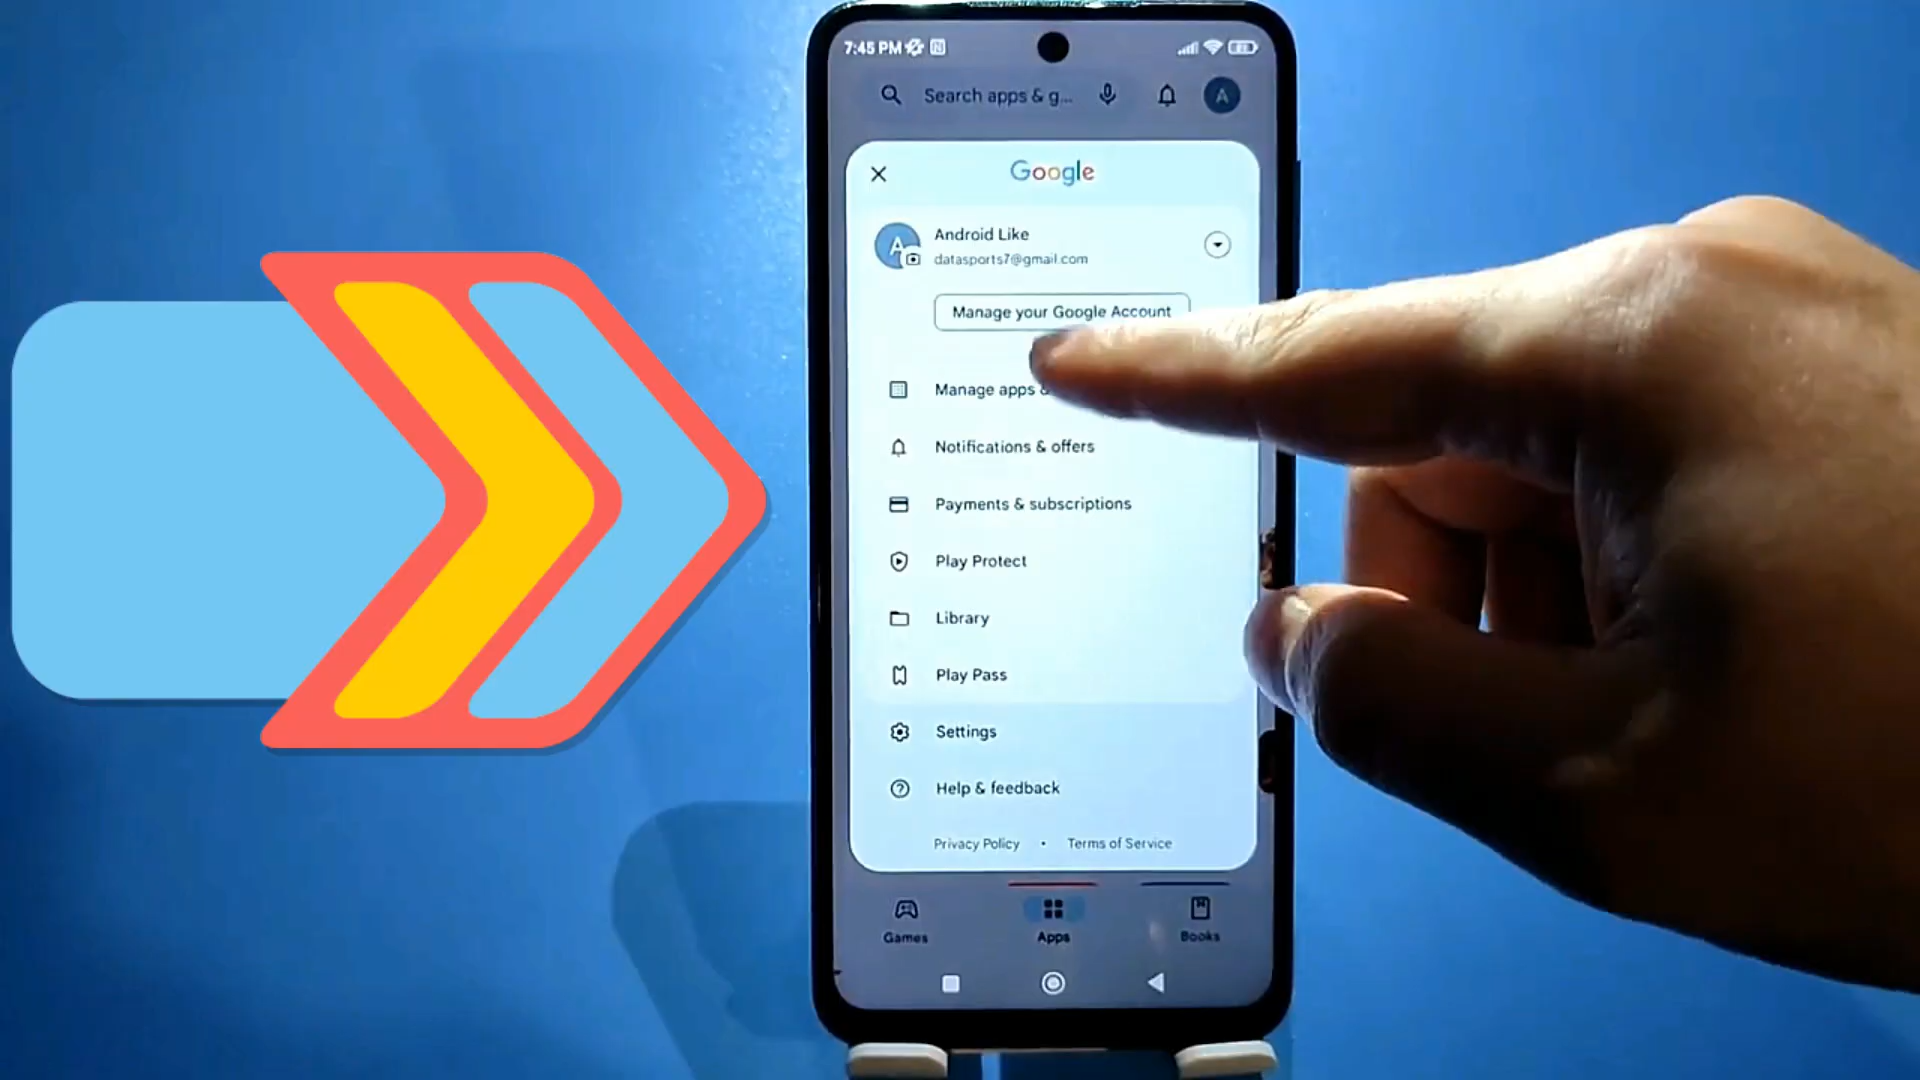 7:45 PM
Search apps & g...
A
Google
A
Android Like
datasports7@gmail.com
Manage your Google Account
Manage apps &
Notifications & offers
Payments & subscriptions
Play Protect
Library
Play Pass
Settings
Help & feedback
Privacy Policy • Terms of Service
Games
Apps
Books